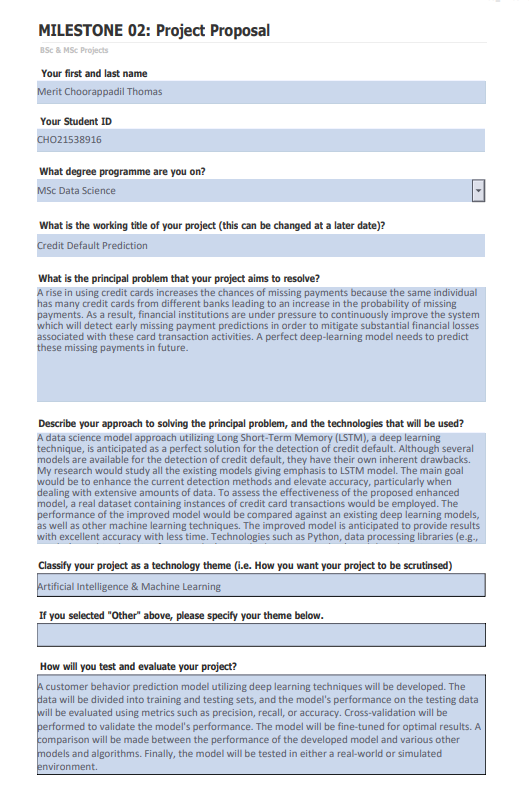 MILESTONE 02: Project Proposal
BSc & MSc Projects
Your first and last name
Merit Choorappadil Thomas
Your Student ID
CHO21538916
What degree programme are you on?
MSc Data Science
What is the working title of your project (this can be changed at a later date)?
Credit Default Prediction
What is the principal problem that your project aims to resolve?
A rise in using credit cards increases the chances of missing payments because the same individual
has many credit cards from different banks leading to an increase in the probability of missing
payments. As a result, financial institutions are under pressure to continuously improve the system
which will detect early missing payment predictions in order to mitigate substantial financial losses
associated with these card transaction activities. A perfect deep-learning model needs to predict
these missing payments in future.
Describe your approach to solving the principal problem, and the technologies that will be used?
A data science model approach utilizing Long Short-Term Memory (LSTM), a deep learning
technique, is anticipated as a perfect solution for the detection of credit default. Although several
models are available for the detection of credit default, they have their own inherent drawbacks.
My research would study all the existing models giving emphasis to LSTM model. The main goal
would be to enhance the current detection methods and elevate accuracy, particularly when
dealing with extensive amounts of data. To assess the effectiveness of the proposed enhanced
model, a real dataset containing instances of credit card transactions would be employed. The
performance of the improved model would be compared against an existing deep learning models,
as well as other machine learning techniques. The improved model is anticipated to provide results
with excellent accuracy with less time. Technologies such as Python, data processing libraries (e.g.,
Classify your project as a technology theme (i.e. How you want your project to be scrutinsed)
Artificial Intelligence & Machine Learning
If you selected "Other" above, please specify your theme below.
How will you test and evaluate your project?
A customer behavior prediction model utilizing deep learning techniques will be developed. The
data will be divided into training and testing sets, and the model's performance on the testing data
will be evaluated using metrics such as precision, recall, or accuracy. Cross-validation will be
performed to validate the model's performance. The model will be fine-tuned for optimal results. A
comparison will be made between the performance of the developed model and various other
models and algorithms. Finally, the model will be tested in either a real-world or simulated
environment.